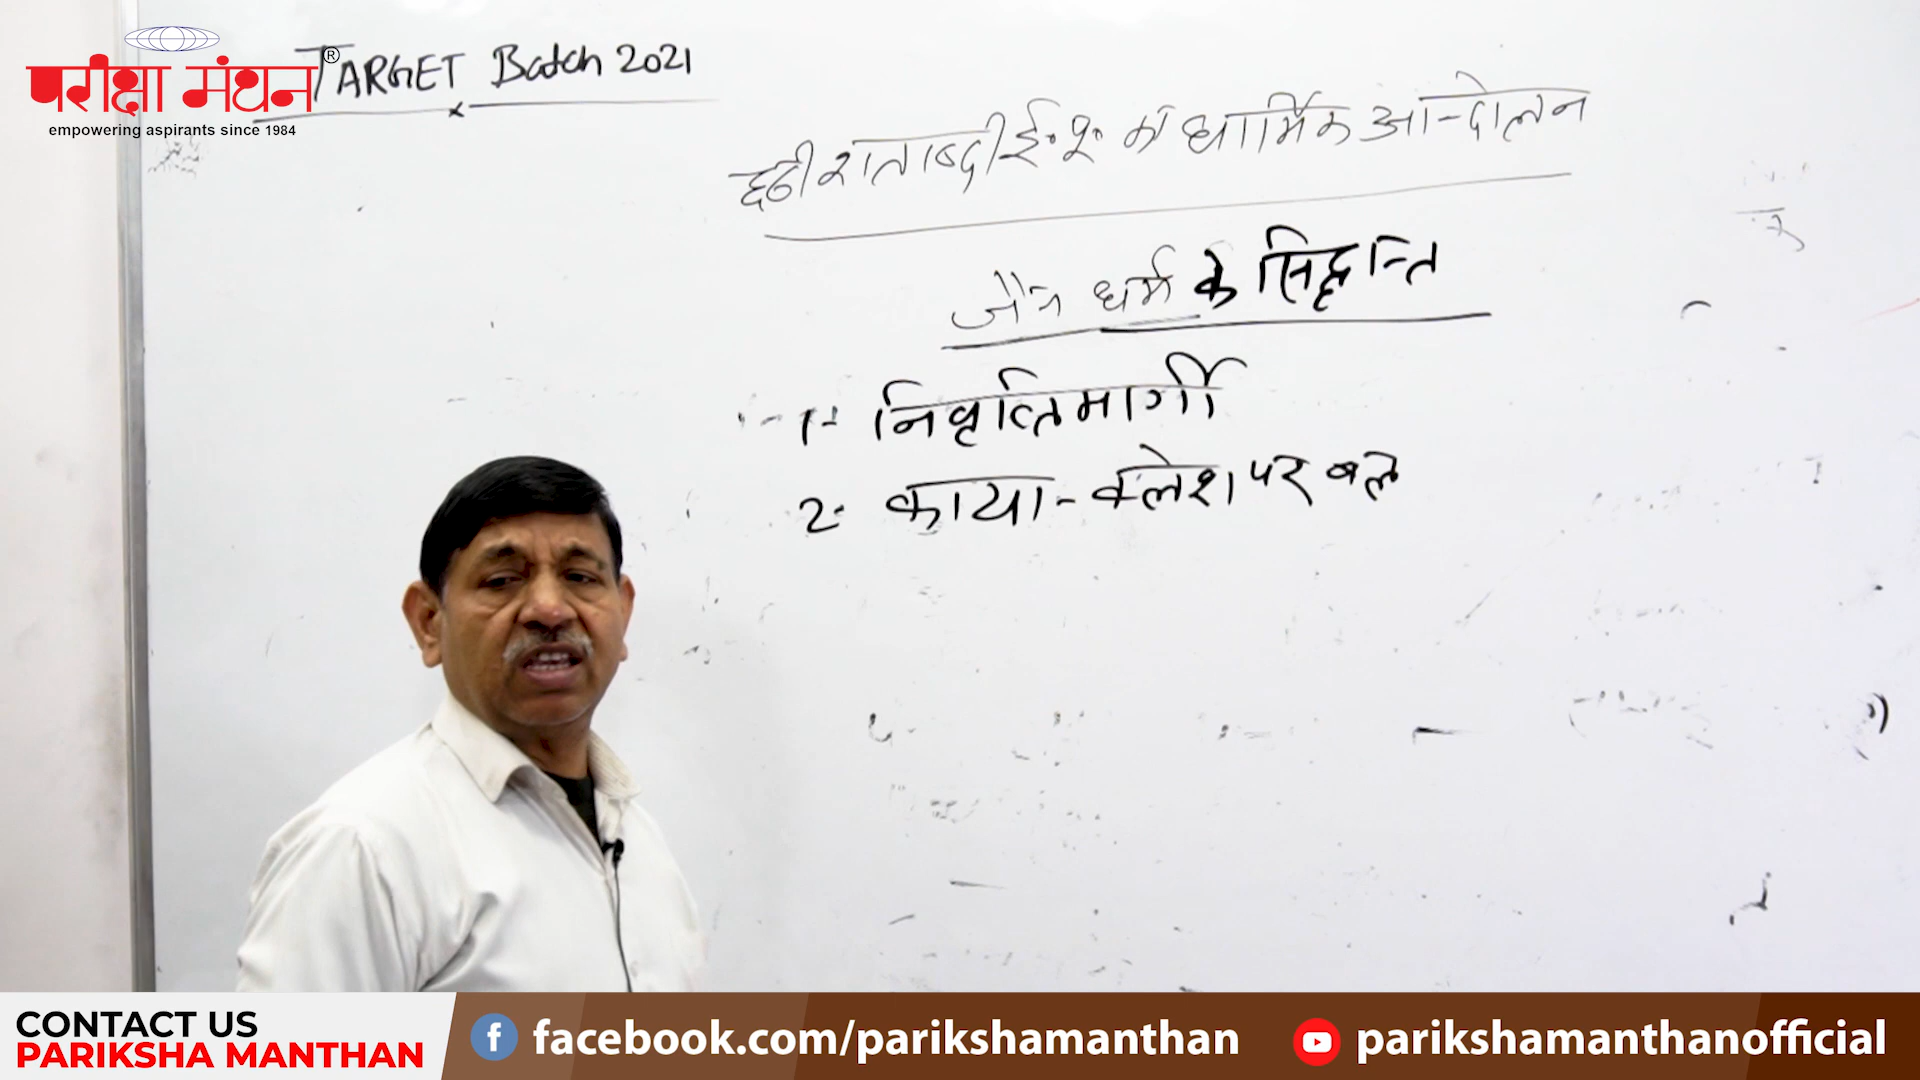 परीक्षा मंथन®
empowering aspirants since 1984
TARGET Batch 2021
छठी शताब्दी ई॰ पू॰ के धार्मिक आन्दोलन
जैन धर्म के सिद्धान्त
1- निवृत्तिमार्गी
2- काया-क्लेश पर बल
CONTACT US
PARIKSHA MANTHAN
facebook.com/parikshamanthan
parikshamanthanofficial